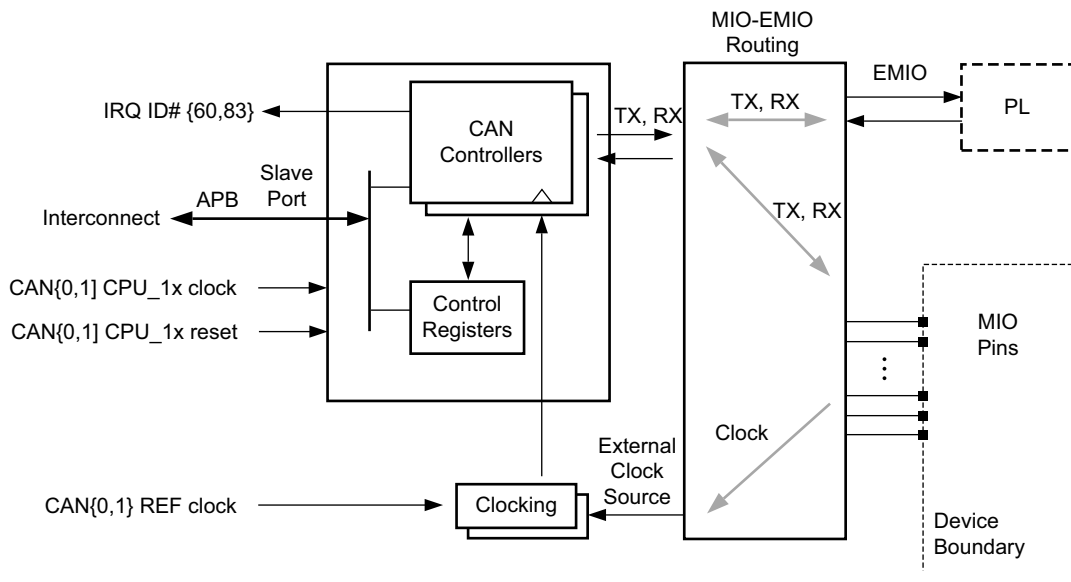 MIO-EMIO
Routing
EMIO
PL
IRQ ID# {60,83}
CAN
Controllers
TX, RX
TX, RX
TX, RX
Slave
Port
APB
Interconnect
CAN{0,1] CPU_1x clock
CAN{0,1] CPU_1x reset
Control
Registers
MIO
Pins
Clock
External
Clock
Source
CAN{0,1} REF clock
Clocking
Device
Boundary